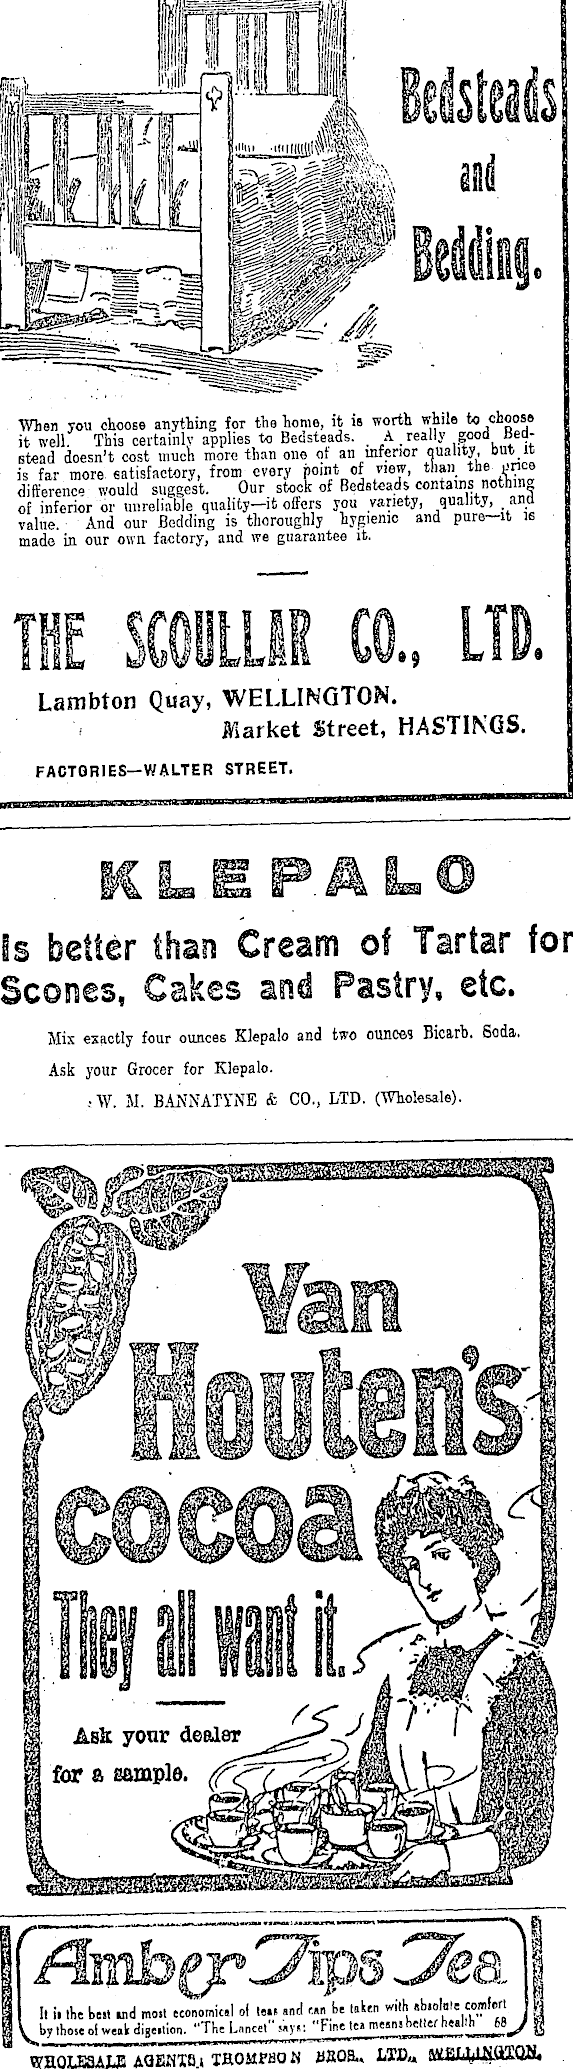 Bedsteads
and
Bedding.
When you choose anything for the home, it is worth while to choose
it well. This certainly applies to Bedsteads. A really good Bed-
stead doesn't cost much more than one of an inferior quality, but it
is far more satisfactory, from every point of view, than the price
difference would suggest. Our stock of Bedsteads contains nothing
of inferior or unreliable quality—it offers you variety, quality, and
value. And our Bedding is thoroughly hygienic and pure—it is
made in our own factory, and we guarantee it.
THE SCOULLAR CO., LTD.
Lambton Quay, WELLINGTON.
Market Street, HASTINGS.
FACTORIES—WALTER STREET.
KLEPALO
Is better than Cream of Tartar for
Scones, Cakes and Pastry, etc.
Mix exactly four ounces Klepalo and two ounces Bicarb. Soda.
Ask your Grocer for Klepalo.
W. M. BANNATYNE & CO., LTD. (Wholesale).
Van
Houten's
cocoa
They all want it.
Ask your dealer
for a sample.
Amber Tips Tea
It is the best and most economical of teas and can be taken with absolute comfort
by those of weak digestion. "The Lancet" says: "Fine tea means better health" 68
WHOLESALE AGENTS, THOMPSON BROS., LTD., WELLINGTON.